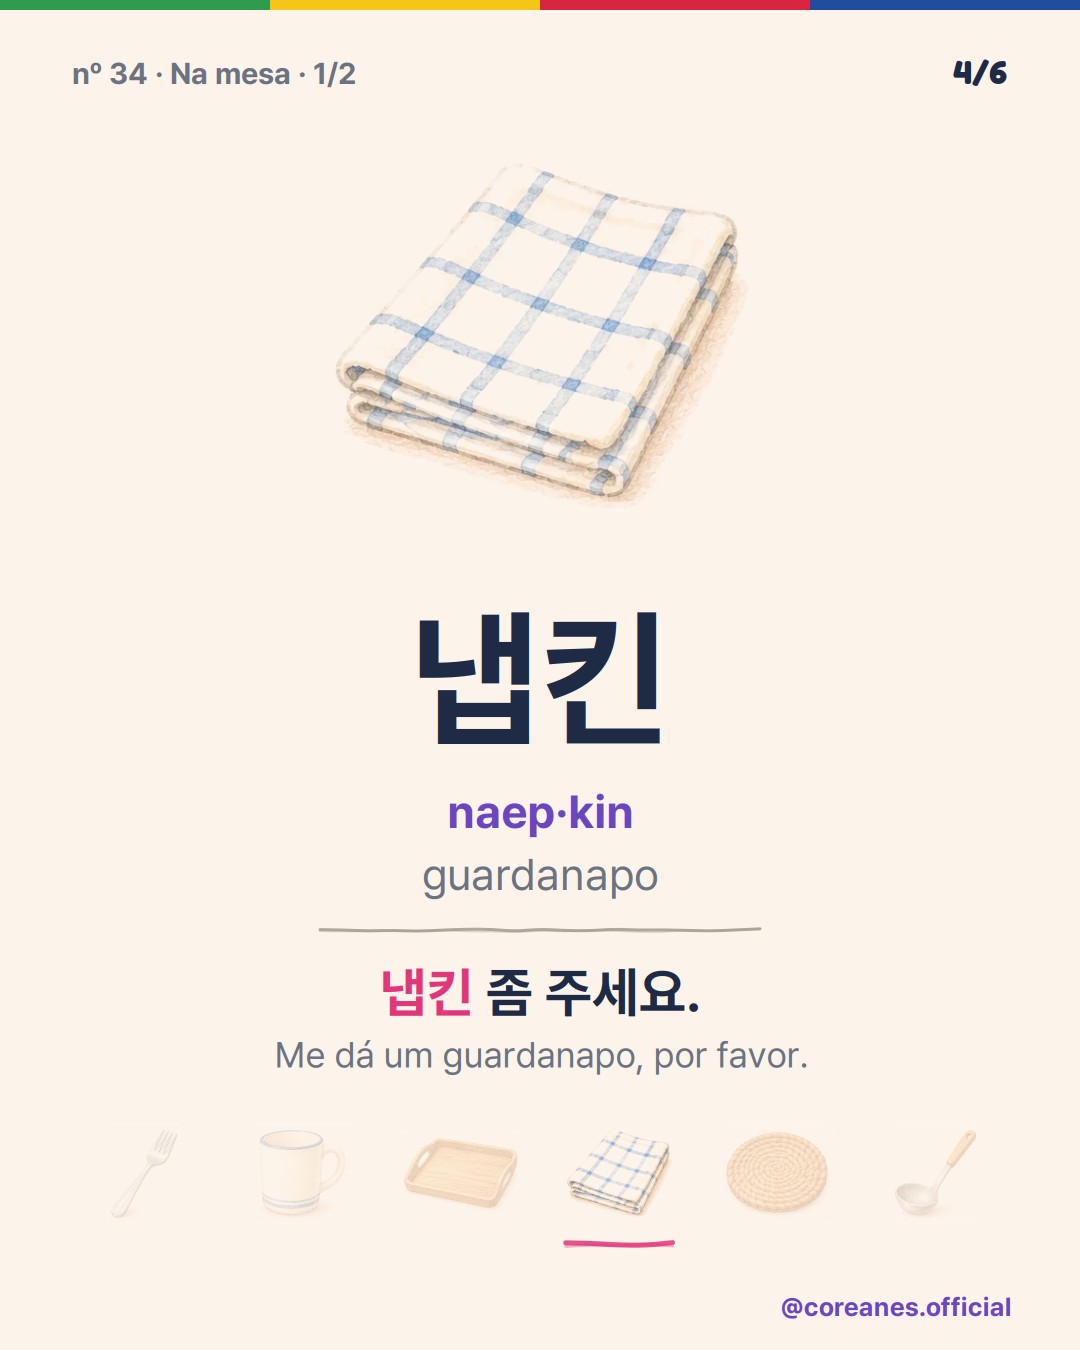 nº 34 · Na mesa · 1/2
4/6
냅킨
naep·kin
guardanapo
냅킨 좀 주세요.
Me dá um guardanapo, por favor.
@coreanes.official